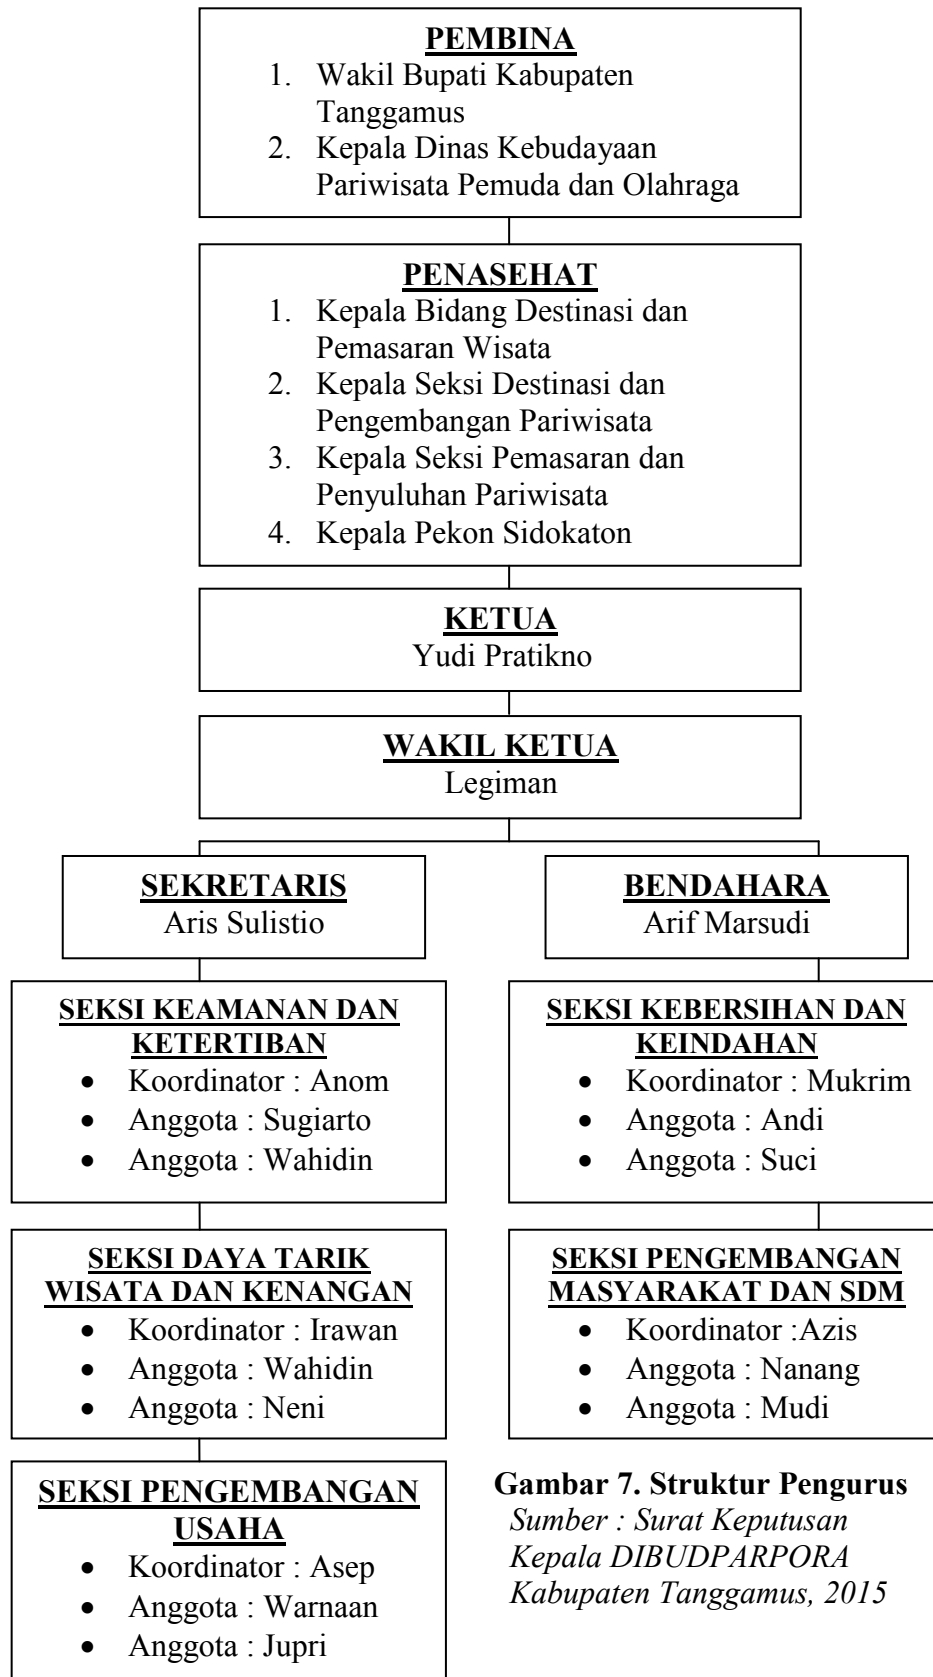 PEMBINA
1. Wakil Bupati Kabupaten
Tanggamus
2. Kepala Dinas Kebudayaan
Pariwisata Pemuda dan Olahraga
PENASEHAT
1. Kepala Bidang Destinasi dan
Pemasaran Wisata
2. Kepala Seksi Destinasi dan
Pengembangan Pariwisata
3. Kepala Seksi Pemasaran dan
Penyuluhan Pariwisata
4. Kepala Pekon Sidokaton
KETUA
Yudi Pratikno
WAKIL KETUA
Legiman
SEKRETARIS
Aris Sulistio
BENDAHARA
Arif Marsudi
SEKSI KEAMANAN DAN
KETERTIBAN
• Koordinator : Anom
• Anggota : Sugiarto
• Anggota : Wahidin
SEKSI KEBERSIHAN DAN
KEINDAHAN
• Koordinator : Mukrim
• Anggota : Andi
• Anggota : Suci
SEKSI DAYA TARIK
WISATA DAN KENANGAN
• Koordinator : Irawan
• Anggota : Wahidin
• Anggota : Neni
SEKSI PENGEMBANGAN
MASYARAKAT DAN SDM
• Koordinator :Azis
• Anggota : Nanang
• Anggota : Mudi
SEKSI PENGEMBANGAN
USAHA
• Koordinator : Asep
• Anggota : Warnaan
• Anggota : Jupri
Gambar 7. Struktur Pengurus
Sumber : Surat Keputusan
Kepala DIBUDPARPORA
Kabupaten Tanggamus, 2015